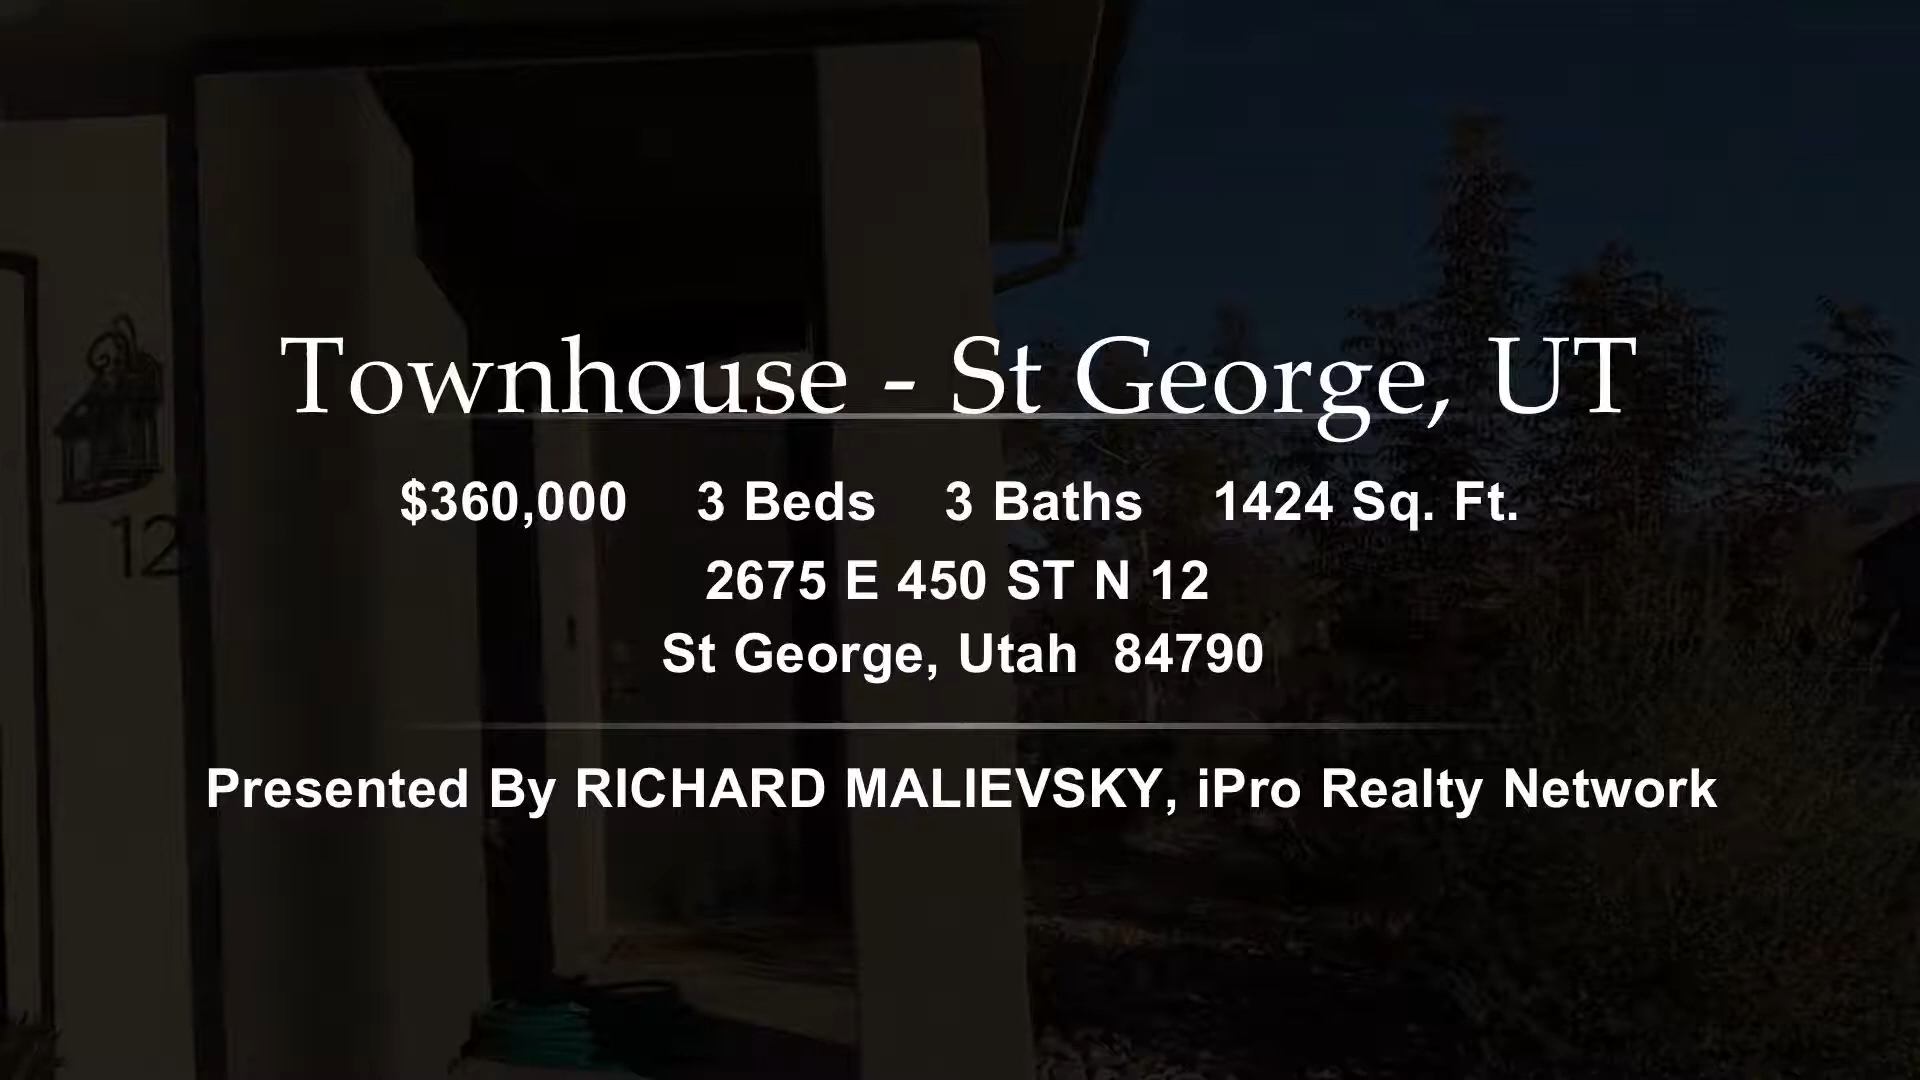 Townhouse - St George, UT
$360,000 3 Beds 3 Baths 1424 Sq. Ft.
12
2675 E 450 ST N 12
St George, Utah 84790
Presented By RICHARD MALIEVSKY, iPro Realty Network